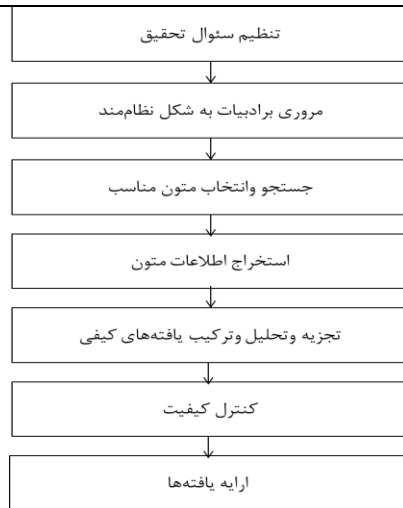 تنظیم سئوال تحقیق
مروری برادبیات به شکل نظام‌مند
جستجو وانتخاب متون مناسب
استخراج اطلاعات متون
تجزیه وتحلیل وترکیب یافته‌های کیفی
کنترل کیفیت
ارایه یافته‌ها